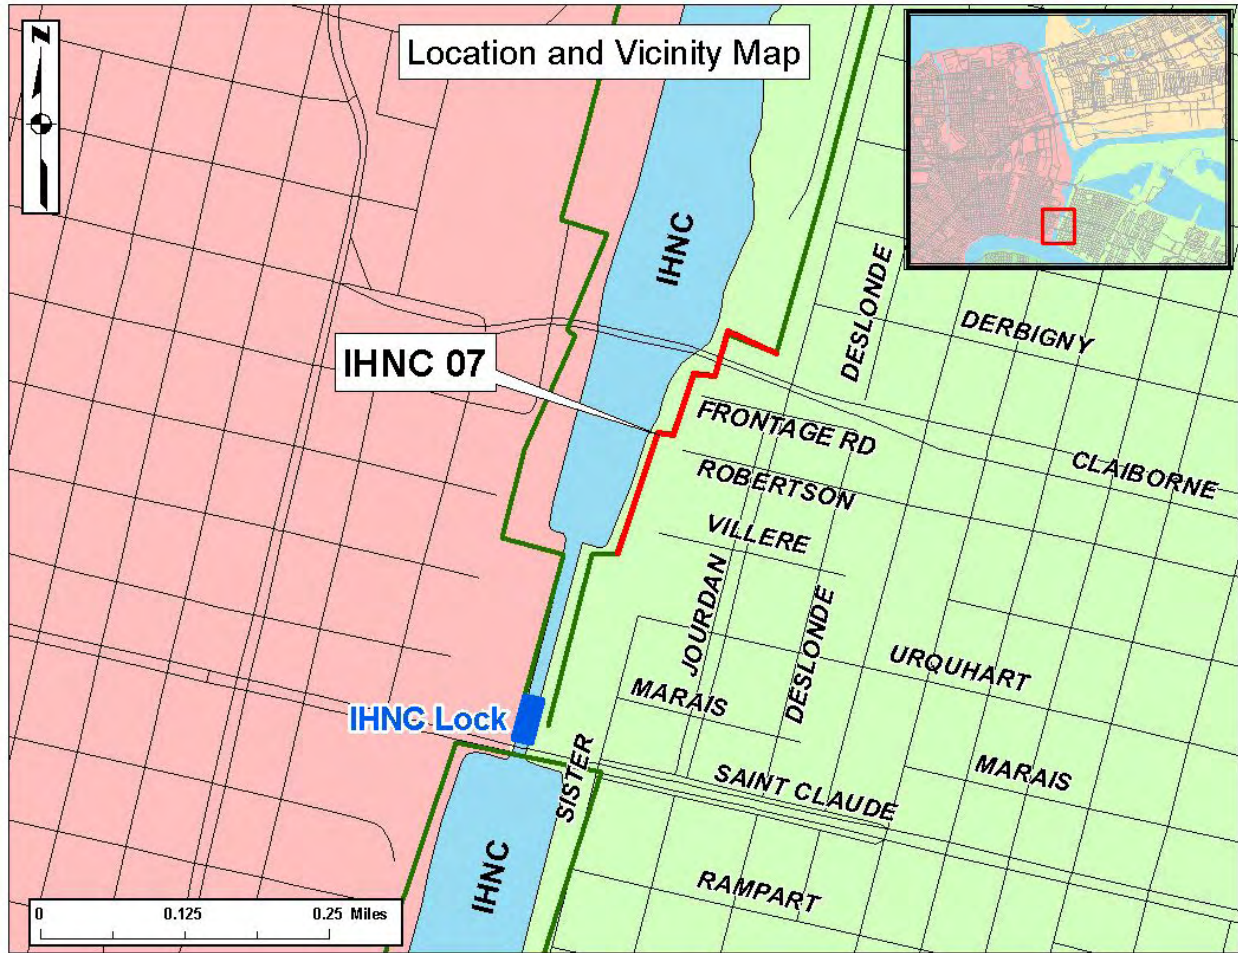 N
Location and Vicinity Map
IHNC
DESLONDE
DERBIGNY
IHNC 07
FRONTAGE RD
CLAIBORNE
ROBERTSON
VILLERE
JOURDAN
DESLONDE
URQUHART
MARAIS
IHNC Lock
SISTER
MARAIS
SAINT CLAUDE
IHNC
RAMPART
0 0.125 0.25 Miles